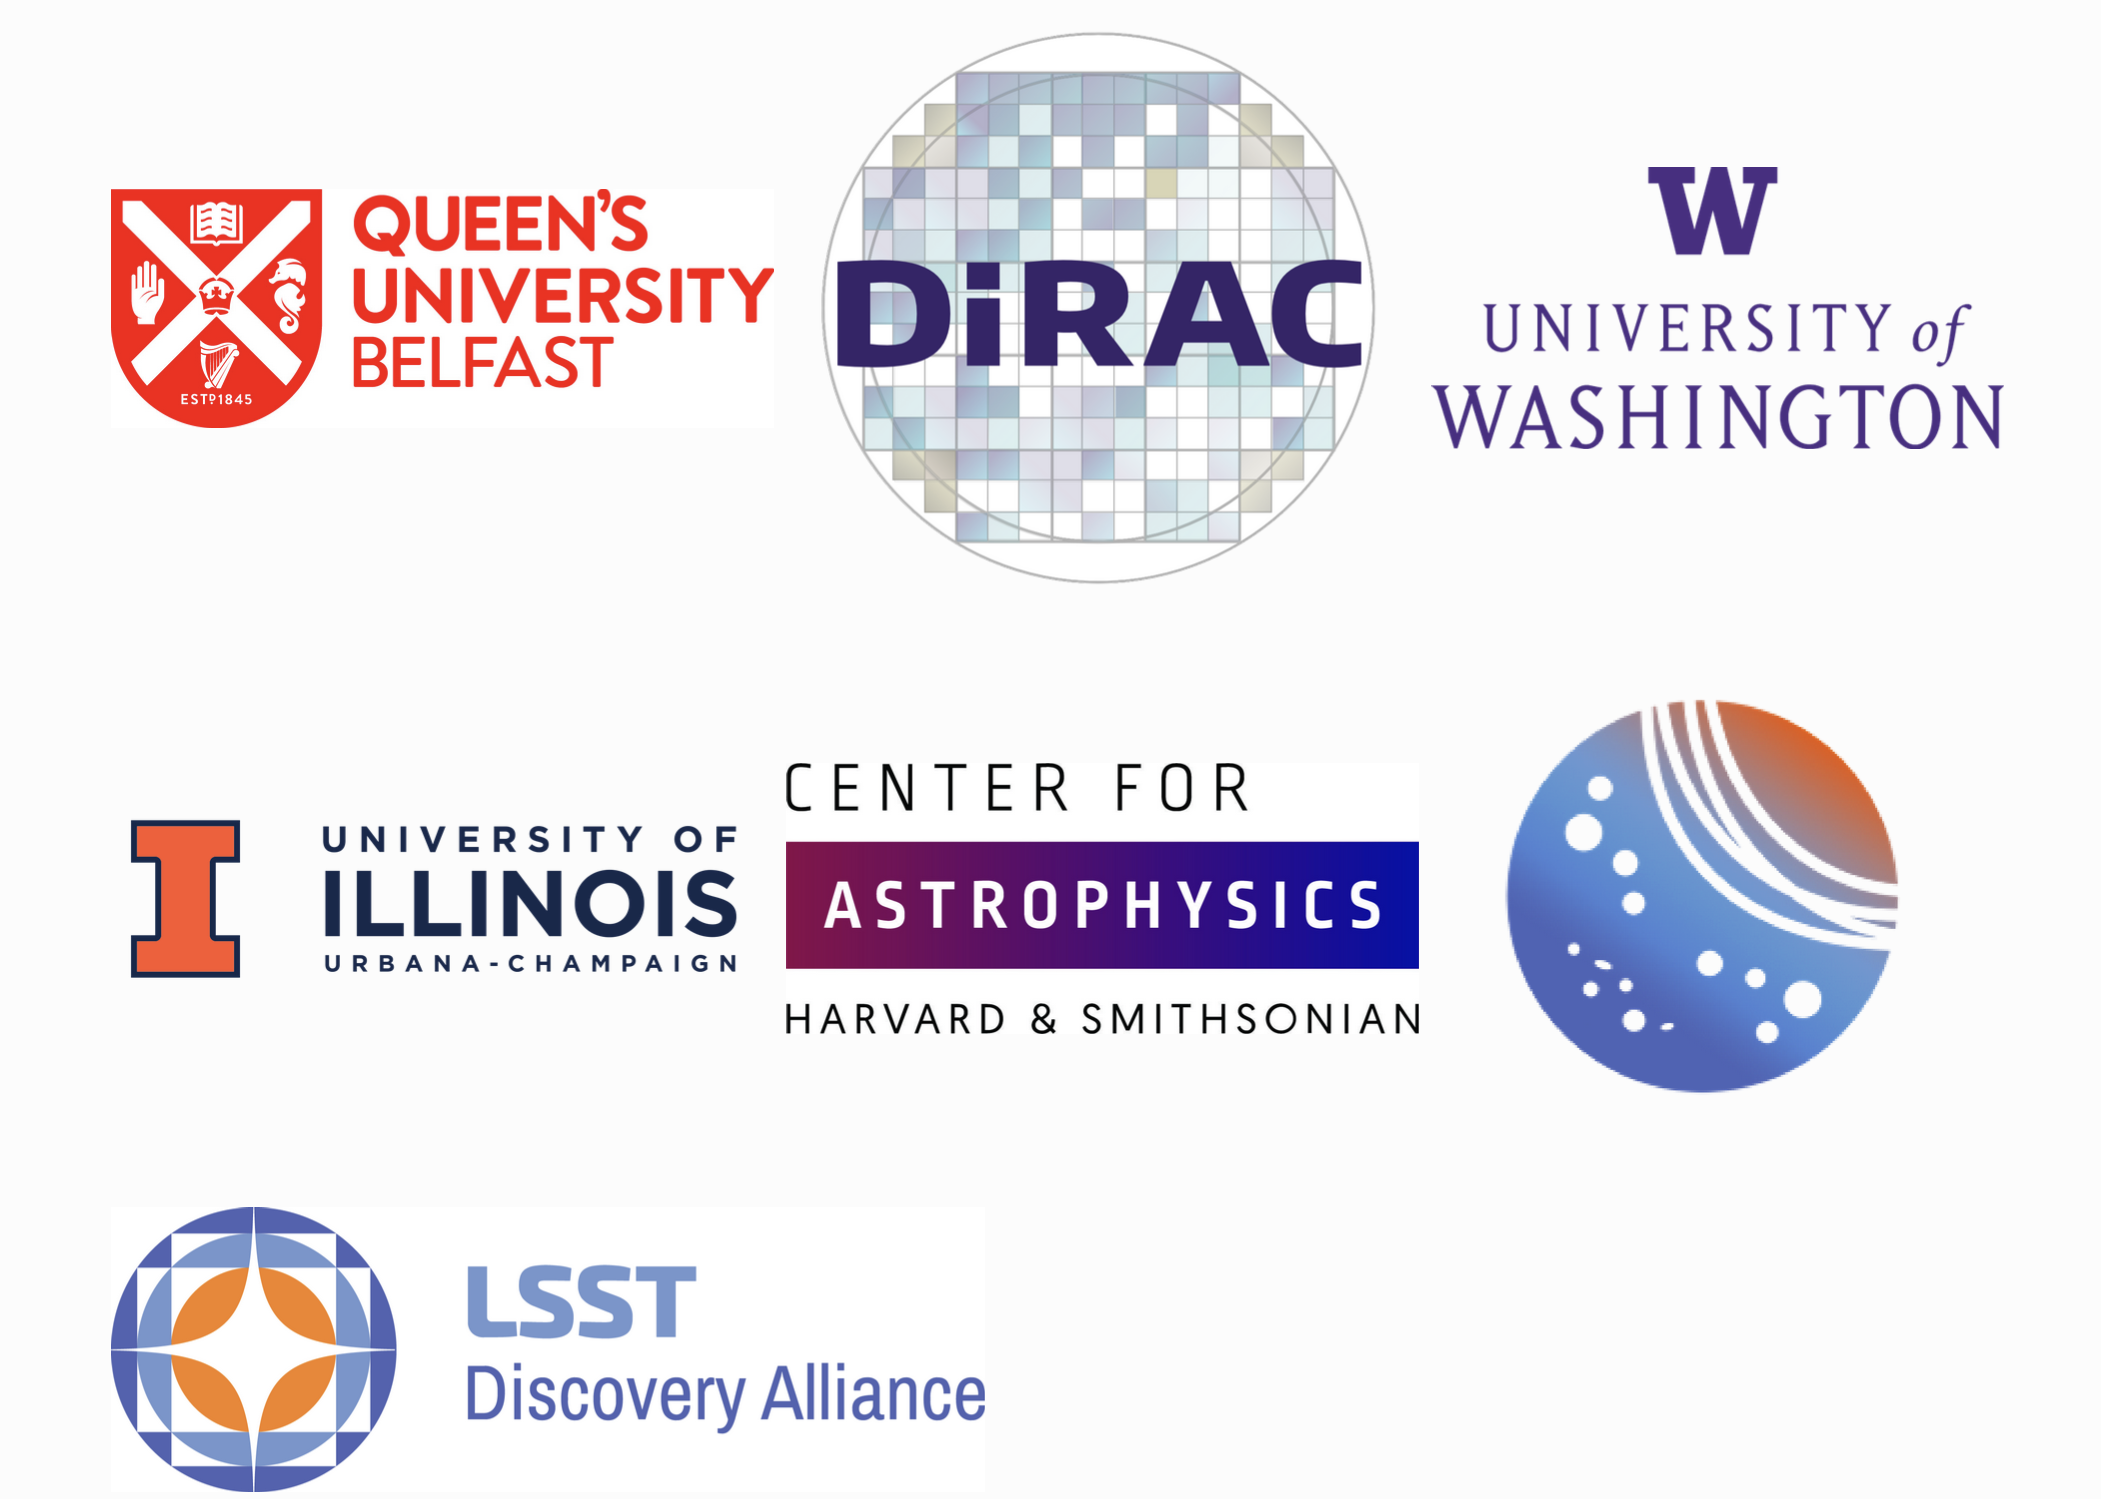 QUEEN'S
UNIVERSITY
BELFAST
ESTD 1845
DiRAC
W
UNIVERSITY of
WASHINGTON
I
UNIVERSITY OF
ILLINOIS
URBANA-CHAMPAIGN
CENTER FOR
ASTROPHYSICS
HARVARD & SMITHSONIAN
LSST
Discovery Alliance